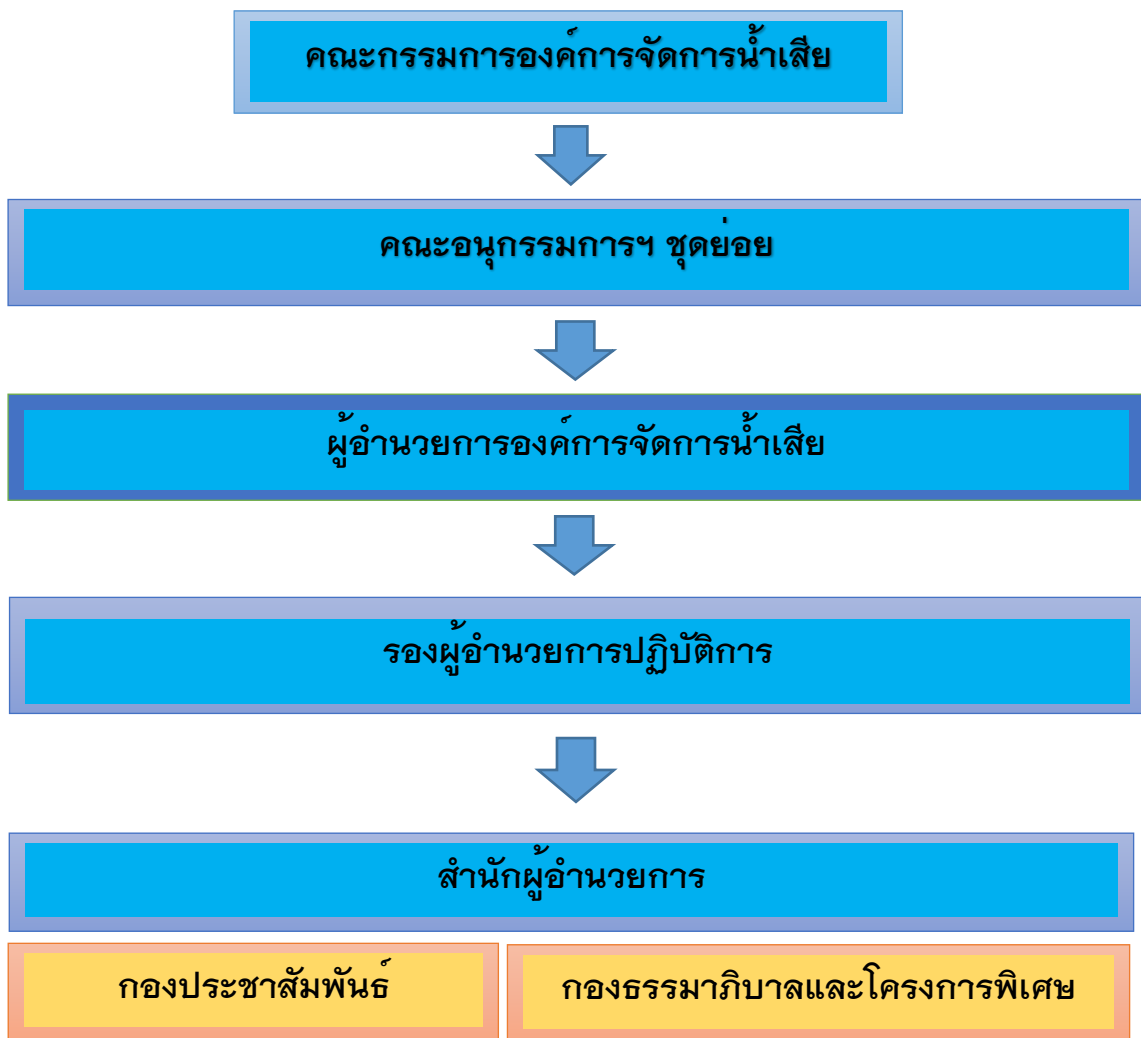 คณะกรรมการองค์การจัดการน้ำเสีย
คณะอนุกรรมการฯ ชุดย่อย
ผู้อำนวยการองค์การจัดการน้ำเสีย
รองผู้อำนวยการปฏิบัติการ
สำนักผู้อำนวยการ
กองประชาสัมพันธ์
กองธรรมาภิบาลและโครงการพิเศษ